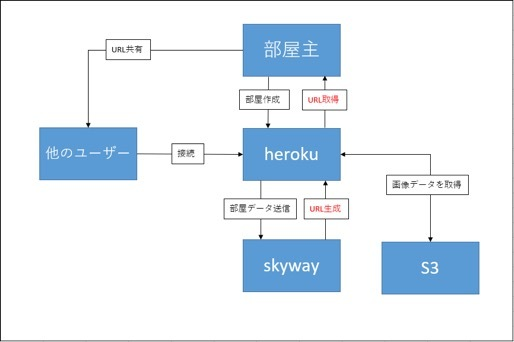 部屋主
URL共有
部屋作成
URL取得
他のユーザー
接続
heroku
画像データを取得
部屋データ送信
URL生成
skyway
S3